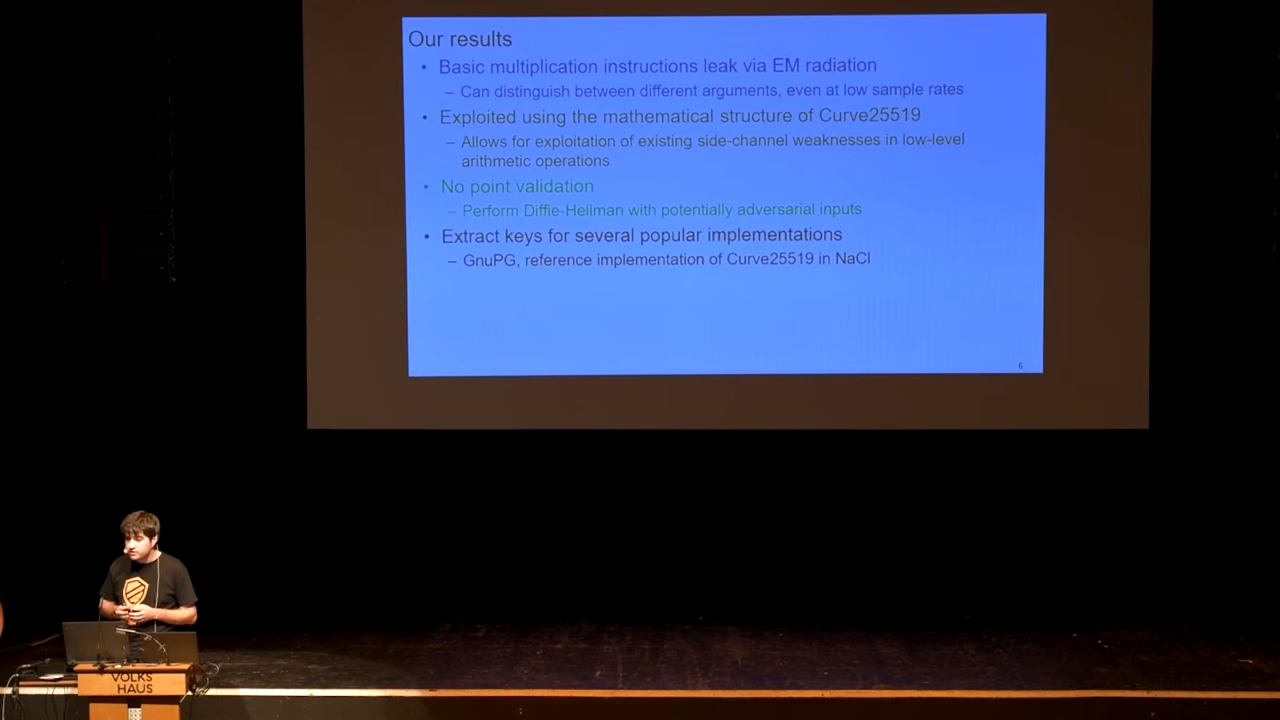 Our results
• Basic multiplication instructions leak via EM radiation
– Can distinguish between different arguments, even at low sample rates
• Exploited using the mathematical structure of Curve25519
– Allows for exploitation of existing side-channel weaknesses in low-level
arithmetic operations
• No point validation
– Perform Diffie-Hellman with potentially adversarial inputs
• Extract keys for several popular implementations
– GnuPG, reference implementation of Curve25519 in NaCl
6
VOLKS
HAUS